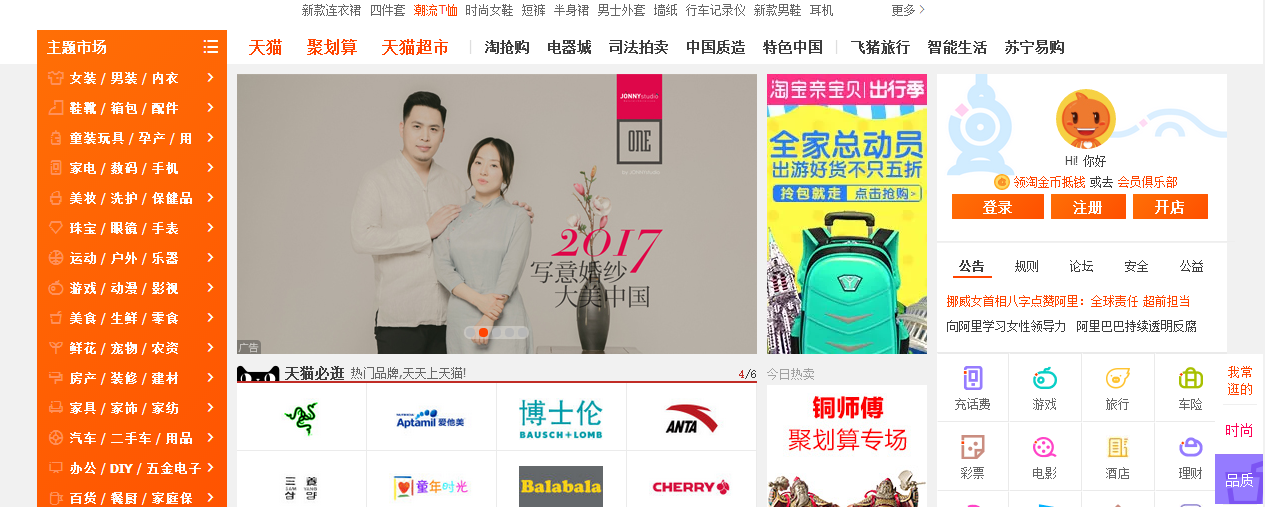 新款连衣裙 四件套 潮流T恤 时尚女鞋 短裤 半身裙 男士外套 墙纸 行车记录仪 新款男鞋 耳机 更多
主题市场
天猫 聚划算 天猫超市 淘抢购 电器城 司法拍卖 中国质造 特色中国 飞猪旅行 智能生活 苏宁易购
女装 / 男装 / 内衣
鞋靴 / 箱包 / 配件
童装玩具 / 孕产 / 用
家电 / 数码 / 手机
美妆 / 洗护 / 保健品
珠宝 / 眼镜 / 手表
运动 / 户外 / 乐器
游戏 / 动漫 / 影视
美食 / 生鲜 / 零食
鲜花 / 宠物 / 农资
房产 / 装修 / 建材
家具 / 家饰 / 家纺
汽车 / 二手车 / 用品
办公 / DIY / 五金电子
百货 / 餐厨 / 家庭保
JONNYstudio
ONE
by JONNYstudio
2017
写意婚纱
大美中国
广告
淘宝亲宝贝 出行季
全家总动员
出游好货不只五折
拎包就走 点击抢购>
Hi! 你好
领淘金币抵钱 或去 会员俱乐部
登录 注册 开店
公告 规则 论坛 安全 公益
挪威女首相八字点赞阿里：全球责任 超前担当
向阿里学习女性领导力 阿里巴巴持续透明反腐
天猫必逛 热门品牌,天天上天猫! 4/6
Aptamil 爱他美
博士伦
BAUSCH+LOMB
ANTA
三养
SAM YANG
童年时光
Balabala
CHERRY
今日热卖
铜师傅
聚划算专场
充话费 游戏 旅行 车险
彩票 电影 酒店 理财
我常
逛的
时尚
品质